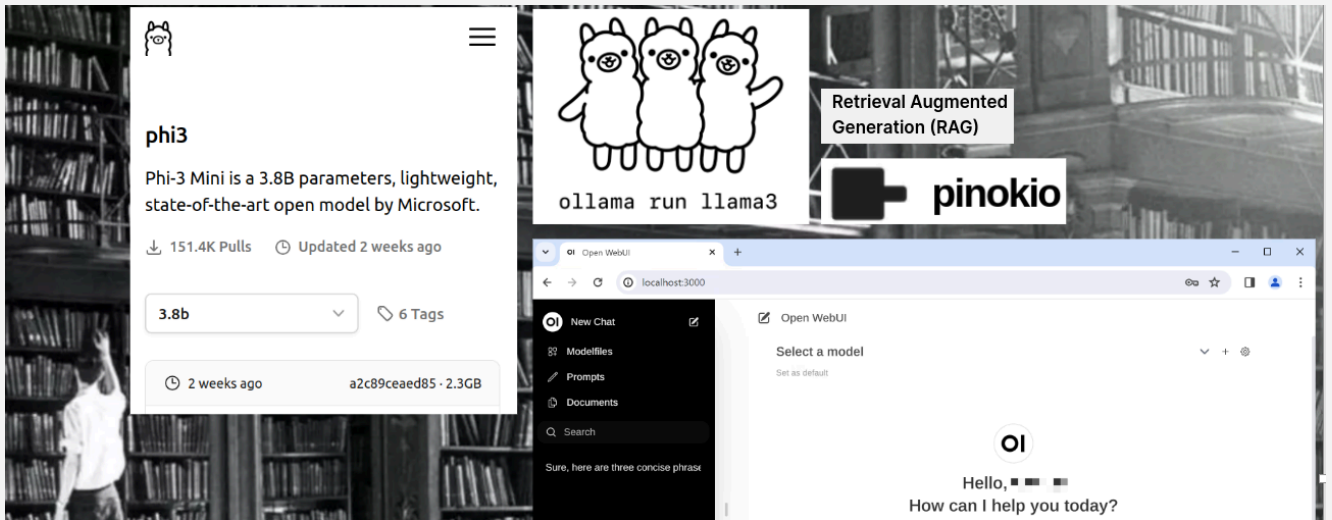 phi3
Phi-3 Mini is a 3.8B parameters, lightweight,
state-of-the-art open model by Microsoft.
151.4K Pulls Updated 2 weeks ago
3.8b 6 Tags
2 weeks ago a2c89ceaed85 · 2.3GB
ollama run llama3
Retrieval Augmented
Generation (RAG)
pinokio
OI Open WebUI
localhost:3000
OI New Chat
Modelfiles
Prompts
Documents
Search
Sure, here are three concise phrase
Open WebUI
Select a model
Set as default
OI
Hello,
How can I help you today?